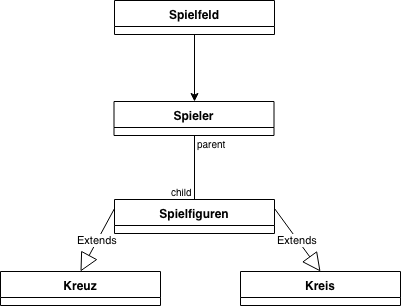 Spielfeld
Spieler
parent
child
Spielfiguren
Extends
Extends
Kreuz
Kreis